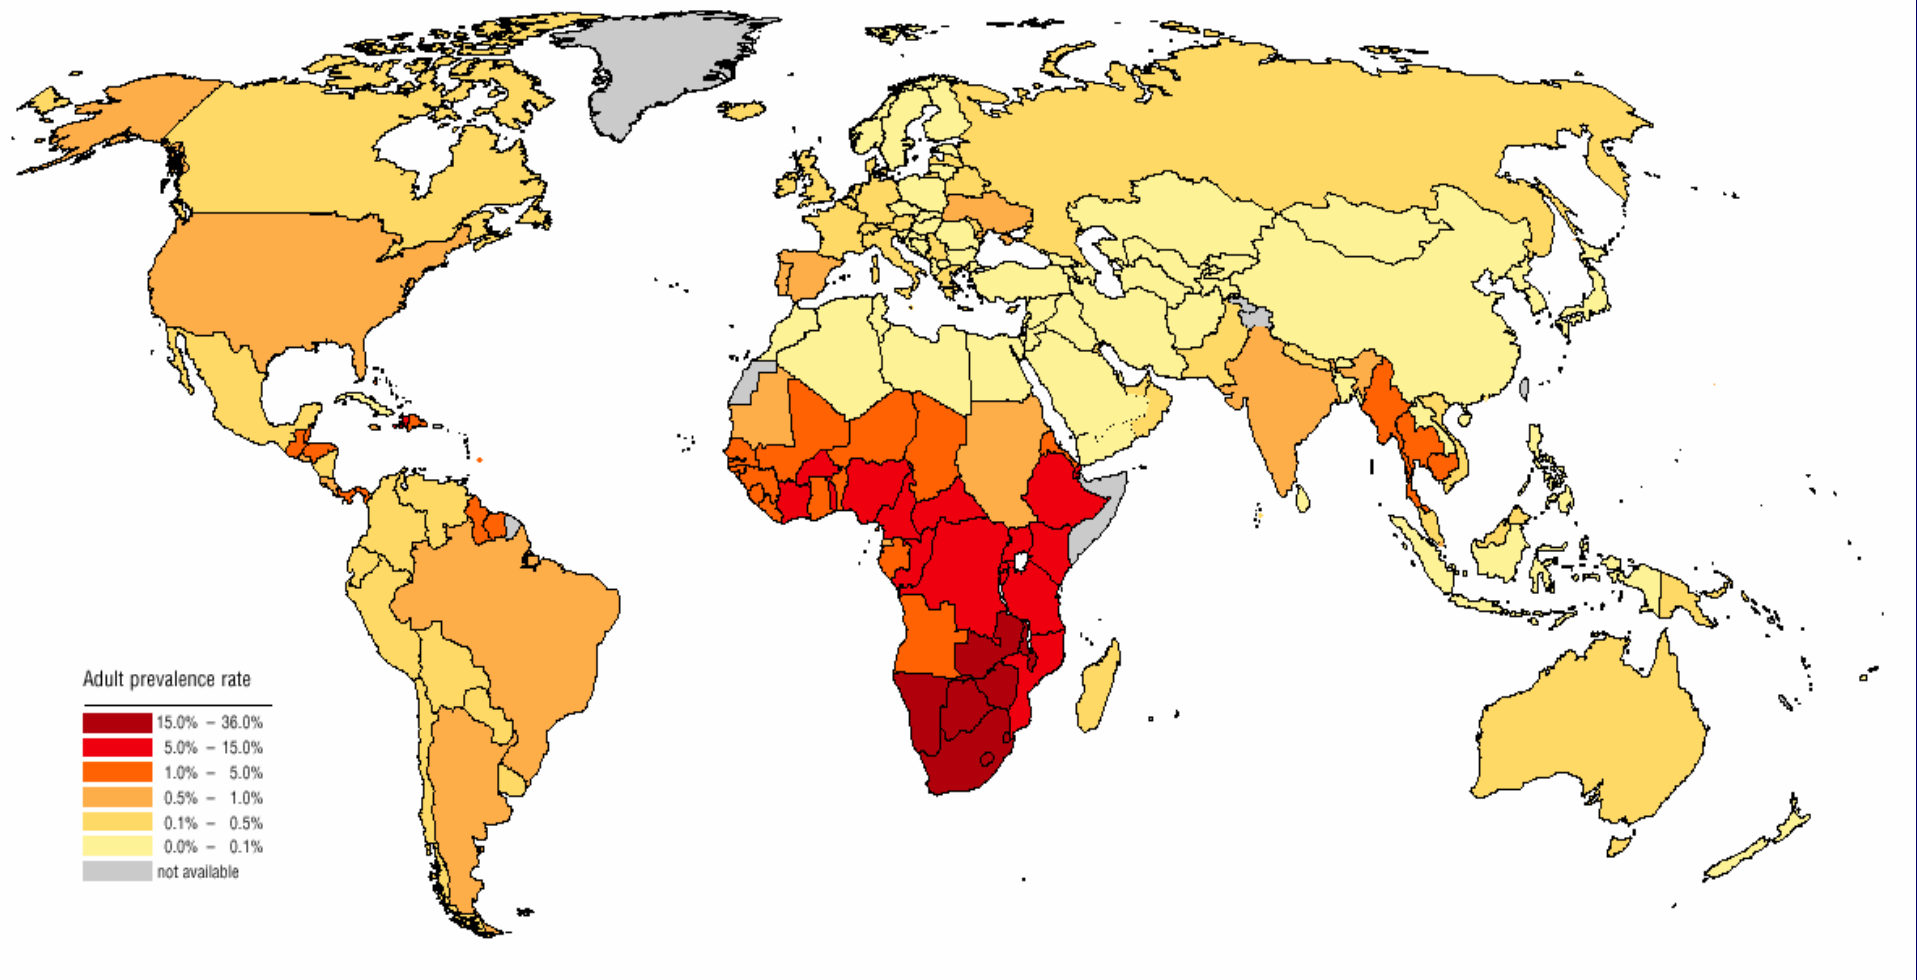 Adult prevalence rate
15.0% – 36.0%
5.0% – 15.0%
1.0% – 5.0%
0.5% – 1.0%
0.1% – 0.5%
0.0% – 0.1%
not available